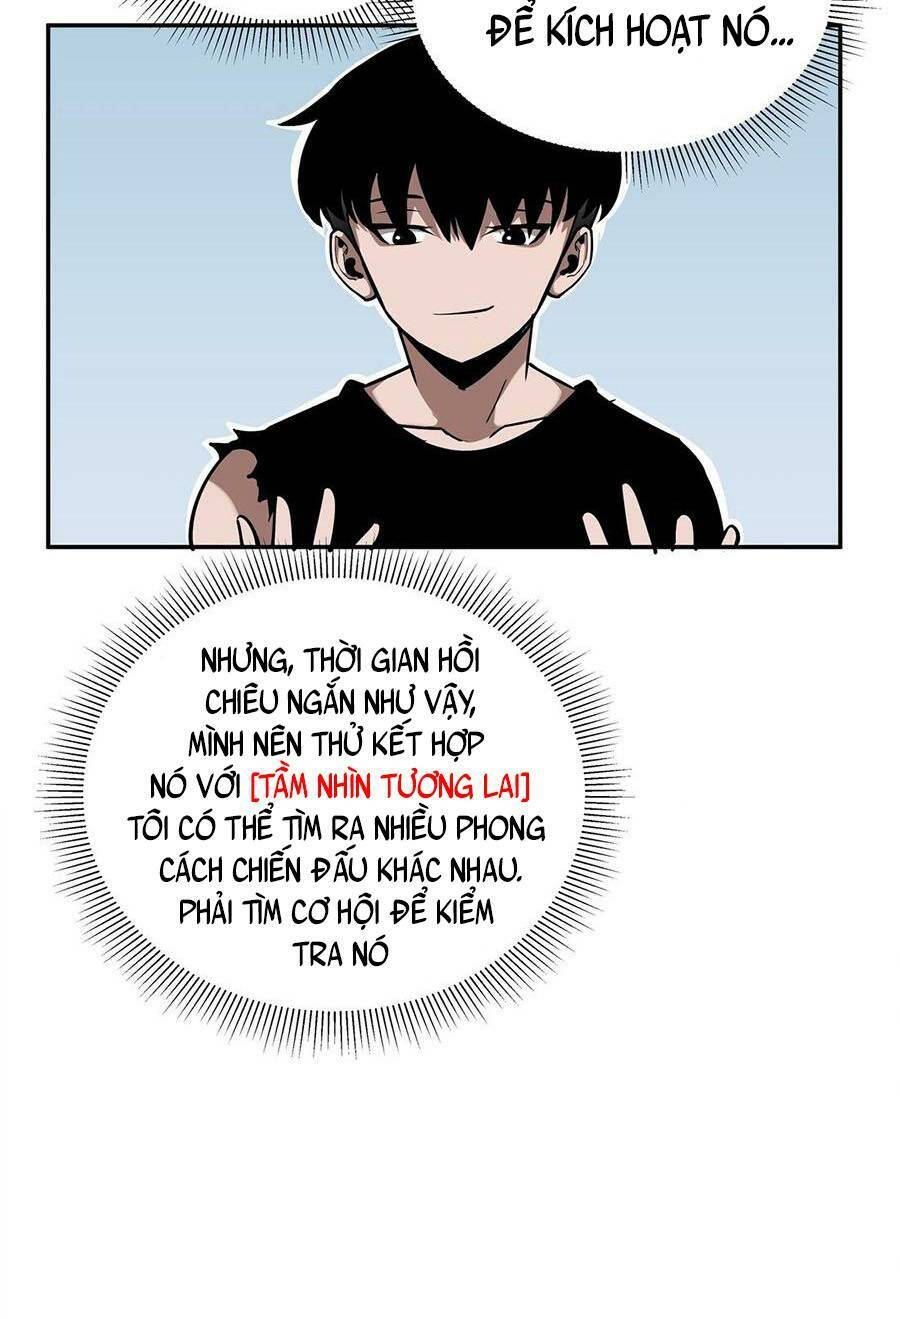 ĐỂ KÍCH HOẠT NÓ...
NHƯNG, THỜI GIAN HỒI
CHIÊU NGẮN NHƯ VẬY,
MÌNH NÊN THỬ KẾT HỢP
NÓ VỚI [TẦM NHÌN TƯƠNG LAI]
TÔI CÓ THỂ TÌM RA NHIỀU PHONG
CÁCH CHIẾN ĐẤU KHÁC NHAU.
PHẢI TÌM CƠ HỘI ĐỂ KIỂM
TRA NÓ